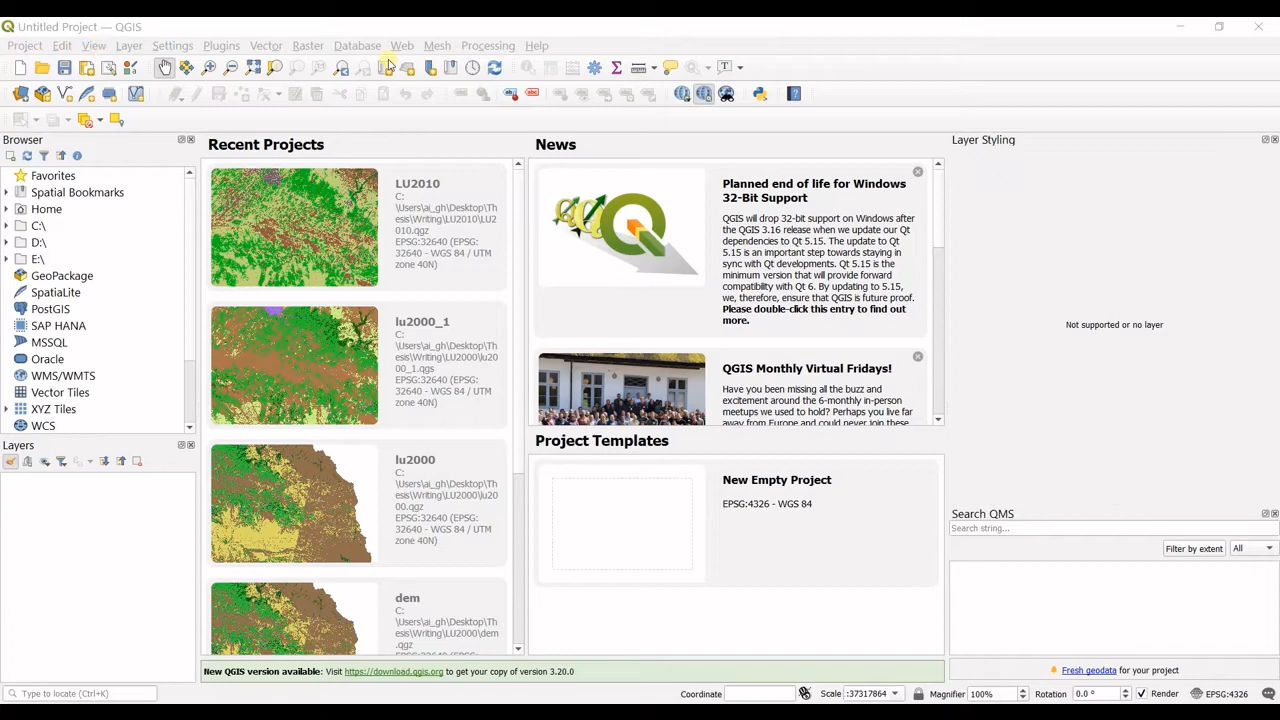 Untitled Project — QGIS
Project Edit View Layer Settings Plugins Vector Raster Database Web Mesh Processing Help
Browser
Favorites
Spatial Bookmarks
Home
C:\
D:\
E:\
GeoPackage
SpatiaLite
PostGIS
SAP HANA
MSSQL
Oracle
WMS/WMTS
Vector Tiles
XYZ Tiles
WCS
Layers
Recent Projects
LU2010
C:
\Users\ai_gh\Desktop\Th
esis\Writing\LU2010\LU2
010.qgz
EPSG:32640 (EPSG:
32640 - WGS 84 / UTM
zone 40N)
lu2000_1
C:
\Users\ai_gh\Desktop\Th
esis\Writing\LU2000\lu20
00_1.qgs
EPSG:32640 (EPSG:
32640 - WGS 84 / UTM
zone 40N)
lu2000
C:
\Users\ai_gh\Desktop\Th
esis\Writing\LU2000\lu20
00.qgz
EPSG:32640 (EPSG:
32640 - WGS 84 / UTM
zone 40N)
dem
C:
\Users\ai_gh\Desktop\Th
esis\Writing\LU2000\dem
.qgz
News
Planned end of life for Windows
32-Bit Support
QGIS will drop 32-bit support on Windows after
the QGIS 3.16 release when we update our Qt
dependencies to Qt 5.15. The update to Qt
5.15 is an important step towards staying in
sync with Qt developments. Qt 5.15 is the
minimum version that will provide forward
compatibility with Qt 6. By updating to 5.15,
we, therefore, ensure that QGIS is future proof.
Please double-click this entry to find out
more.
QGIS Monthly Virtual Fridays!
Have you been missing all the buzz and
excitement around the 6-monthly in-person
meetups we used to hold? Perhaps you live far
away from Europe and could never join these
Project Templates
New Empty Project
EPSG:4326 - WGS 84
New QGIS version available: Visit https://download.qgis.org to get your copy of version 3.20.0
Layer Styling
Not supported or no layer
Search QMS
Search string...
Filter by extent All
Fresh geodata for your project
Type to locate (Ctrl+K) Coordinate Scale :37317864 Magnifier 100% Rotation 0.0 ° Render EPSG:4326